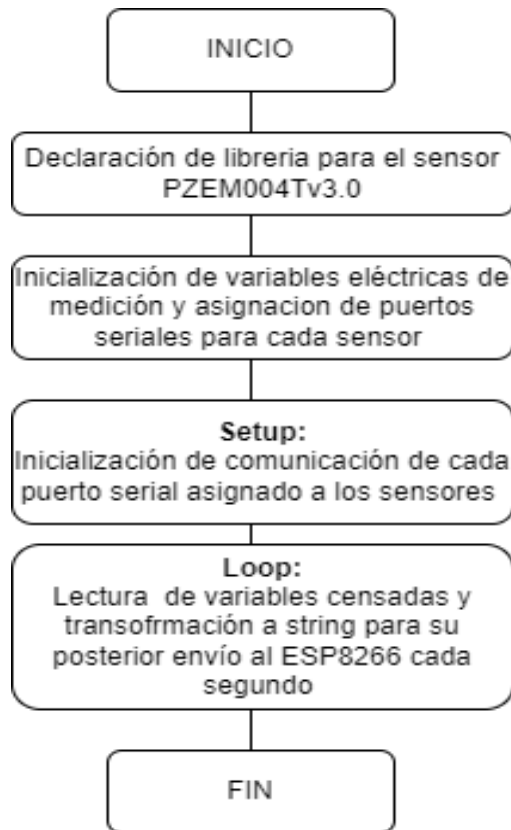 INICIO
Declaración de libreria para el sensor
PZEM004Tv3.0
Inicialización de variables eléctricas de
medición y asignacion de puertos
seriales para cada sensor
Setup:
Inicialización de comunicación de cada
puerto serial asignado a los sensores
Loop:
Lectura de variables censadas y
transofrmación a string para su
posterior envío al ESP8266 cada
segundo
FIN